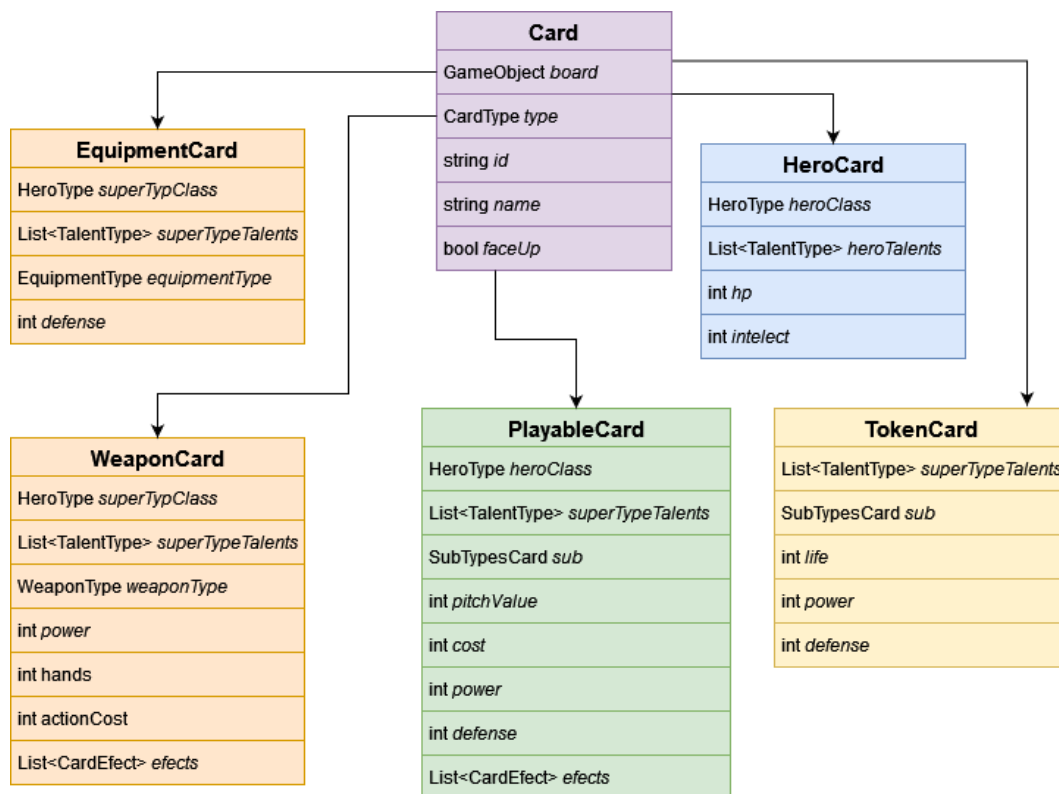 Card
GameObject board
CardType type
string id
string name
bool faceUp
EquipmentCard
HeroType superTypClass
List<TalentType> superTypeTalents
EquipmentType equipmentType
int defense
HeroCard
HeroType heroClass
List<TalentType> heroTalents
int hp
int intelect
WeaponCard
HeroType superTypClass
List<TalentType> superTypeTalents
WeaponType weaponType
int power
int hands
int actionCost
List<CardEfect> efects
PlayableCard
HeroType heroClass
List<TalentType> superTypeTalents
SubTypesCard sub
int pitchValue
int cost
int power
int defense
List<CardEfect> efects
TokenCard
List<TalentType> superTypeTalents
SubTypesCard sub
int life
int power
int defense